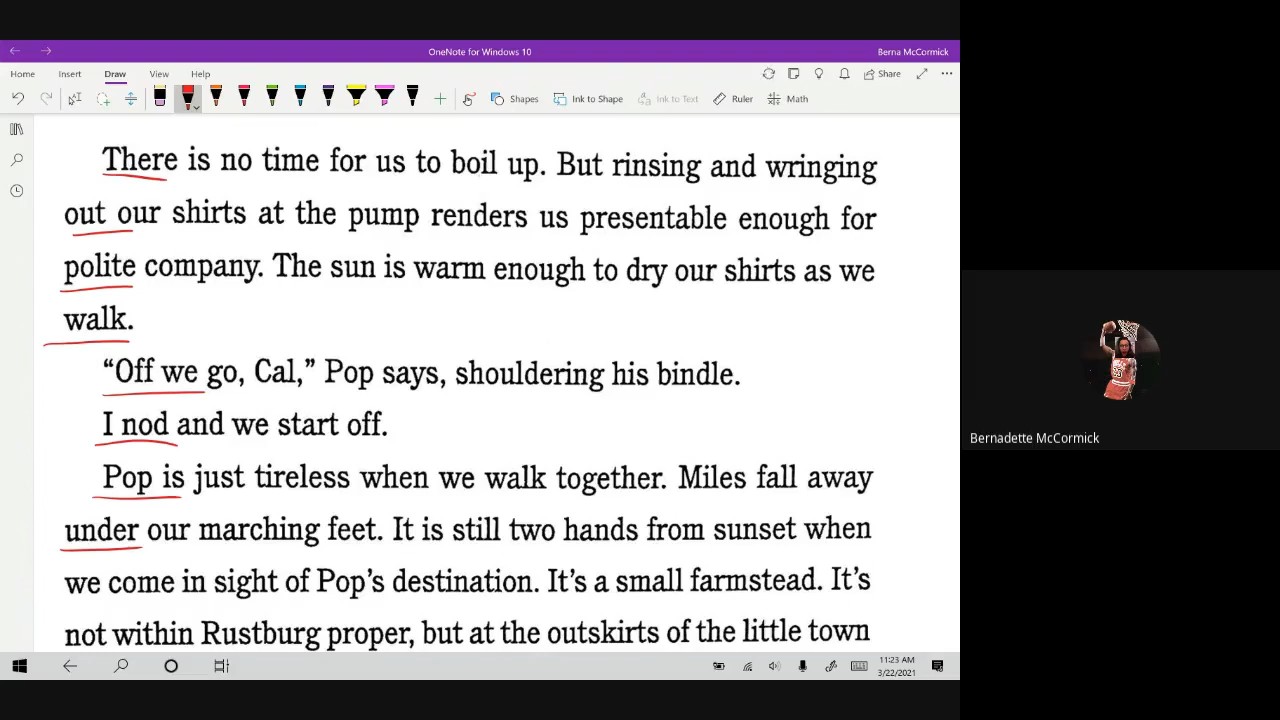 OneNote for Windows 10
Berna McCormick
Home Insert Draw View Help
Share
Shapes Ink to Shape Ink to Text Ruler Math
There is no time for us to boil up. But rinsing and wringing
out our shirts at the pump renders us presentable enough for
polite company. The sun is warm enough to dry our shirts as we
walk.
“Off we go, Cal,” Pop says, shouldering his bindle.
I nod and we start off.
Pop is just tireless when we walk together. Miles fall away
under our marching feet. It is still two hands from sunset when
we come in sight of Pop’s destination. It’s a small farmstead. It’s
not within Rustburg proper, but at the outskirts of the little town
11:23 AM
3/22/2021
Bernadette McCormick